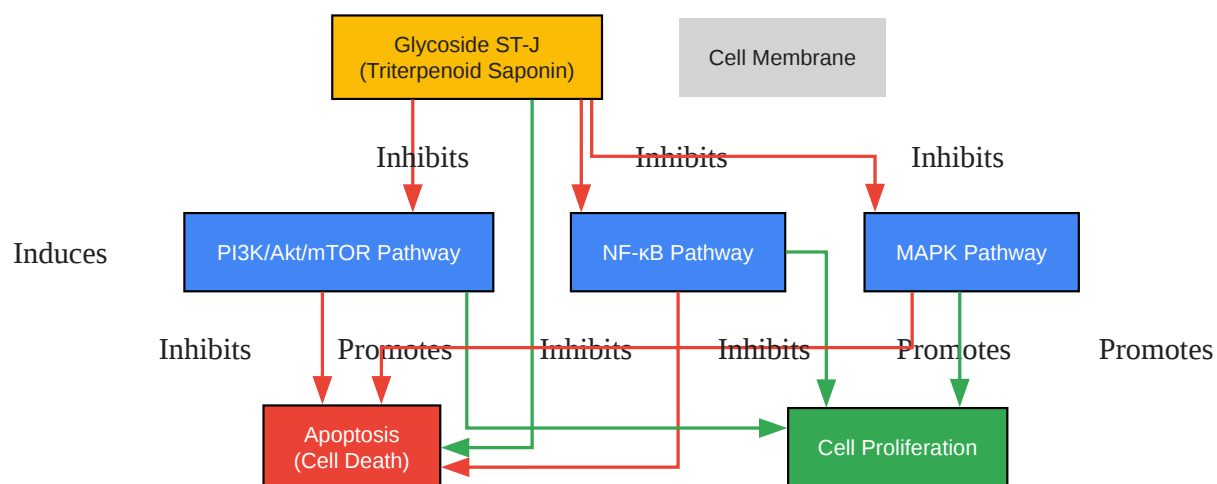 Glycoside ST-J
(Triterpenoid Saponin)
Cell Membrane
Inhibits
Inhibits
Inhibits
Induces
PI3K/Akt/mTOR Pathway
NF-κB Pathway
MAPK Pathway
Inhibits
Promotes
Inhibits
Inhibits
Promotes
Promotes
Apoptosis
(Cell Death)
Cell Proliferation